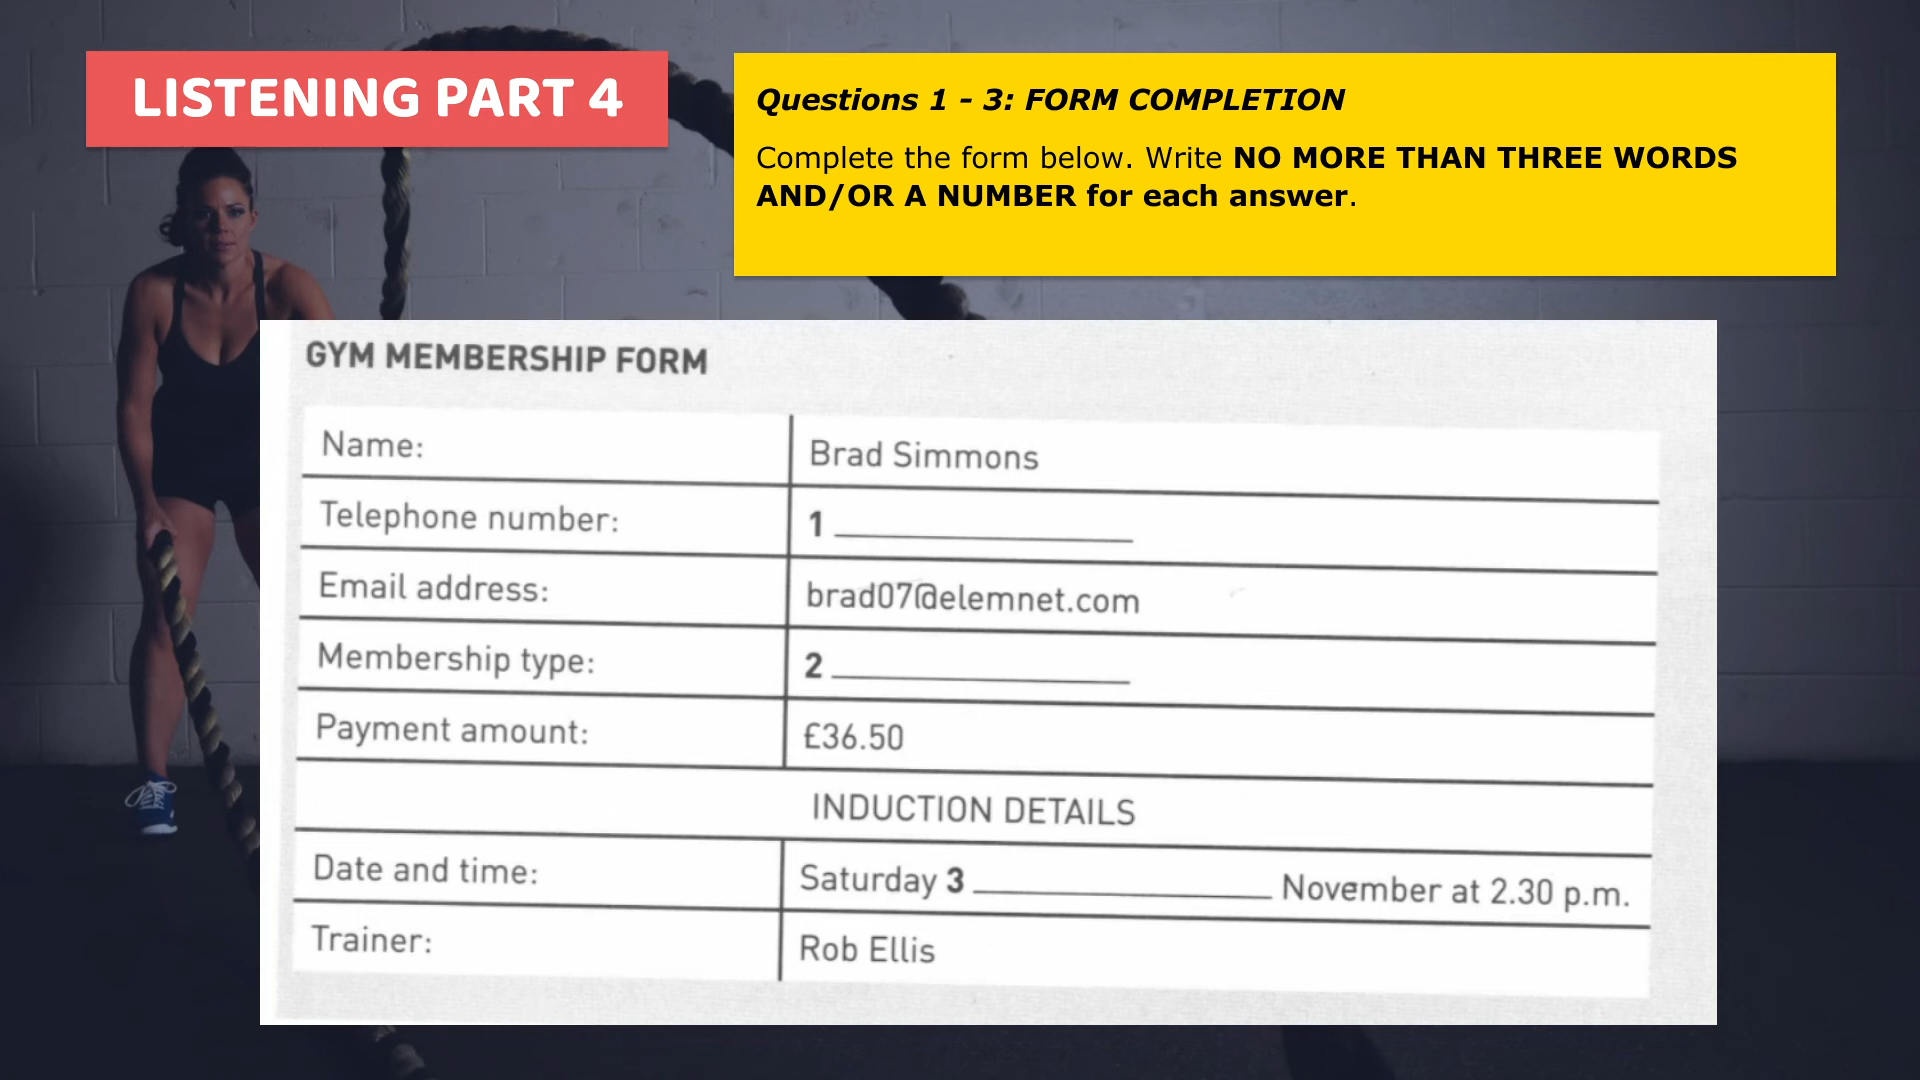 LISTENING PART 4
Questions 1 - 3: FORM COMPLETION
Complete the form below. Write NO MORE THAN THREE WORDS
AND/OR A NUMBER for each answer.
GYM MEMBERSHIP FORM
Name: Brad Simmons
Telephone number: 1 ____________
Email address: brad07@elemnet.com
Membership type: 2 ____________
Payment amount: £36.50
INDUCTION DETAILS
Date and time: Saturday 3 ____________ November at 2.30 p.m.
Trainer: Rob Ellis